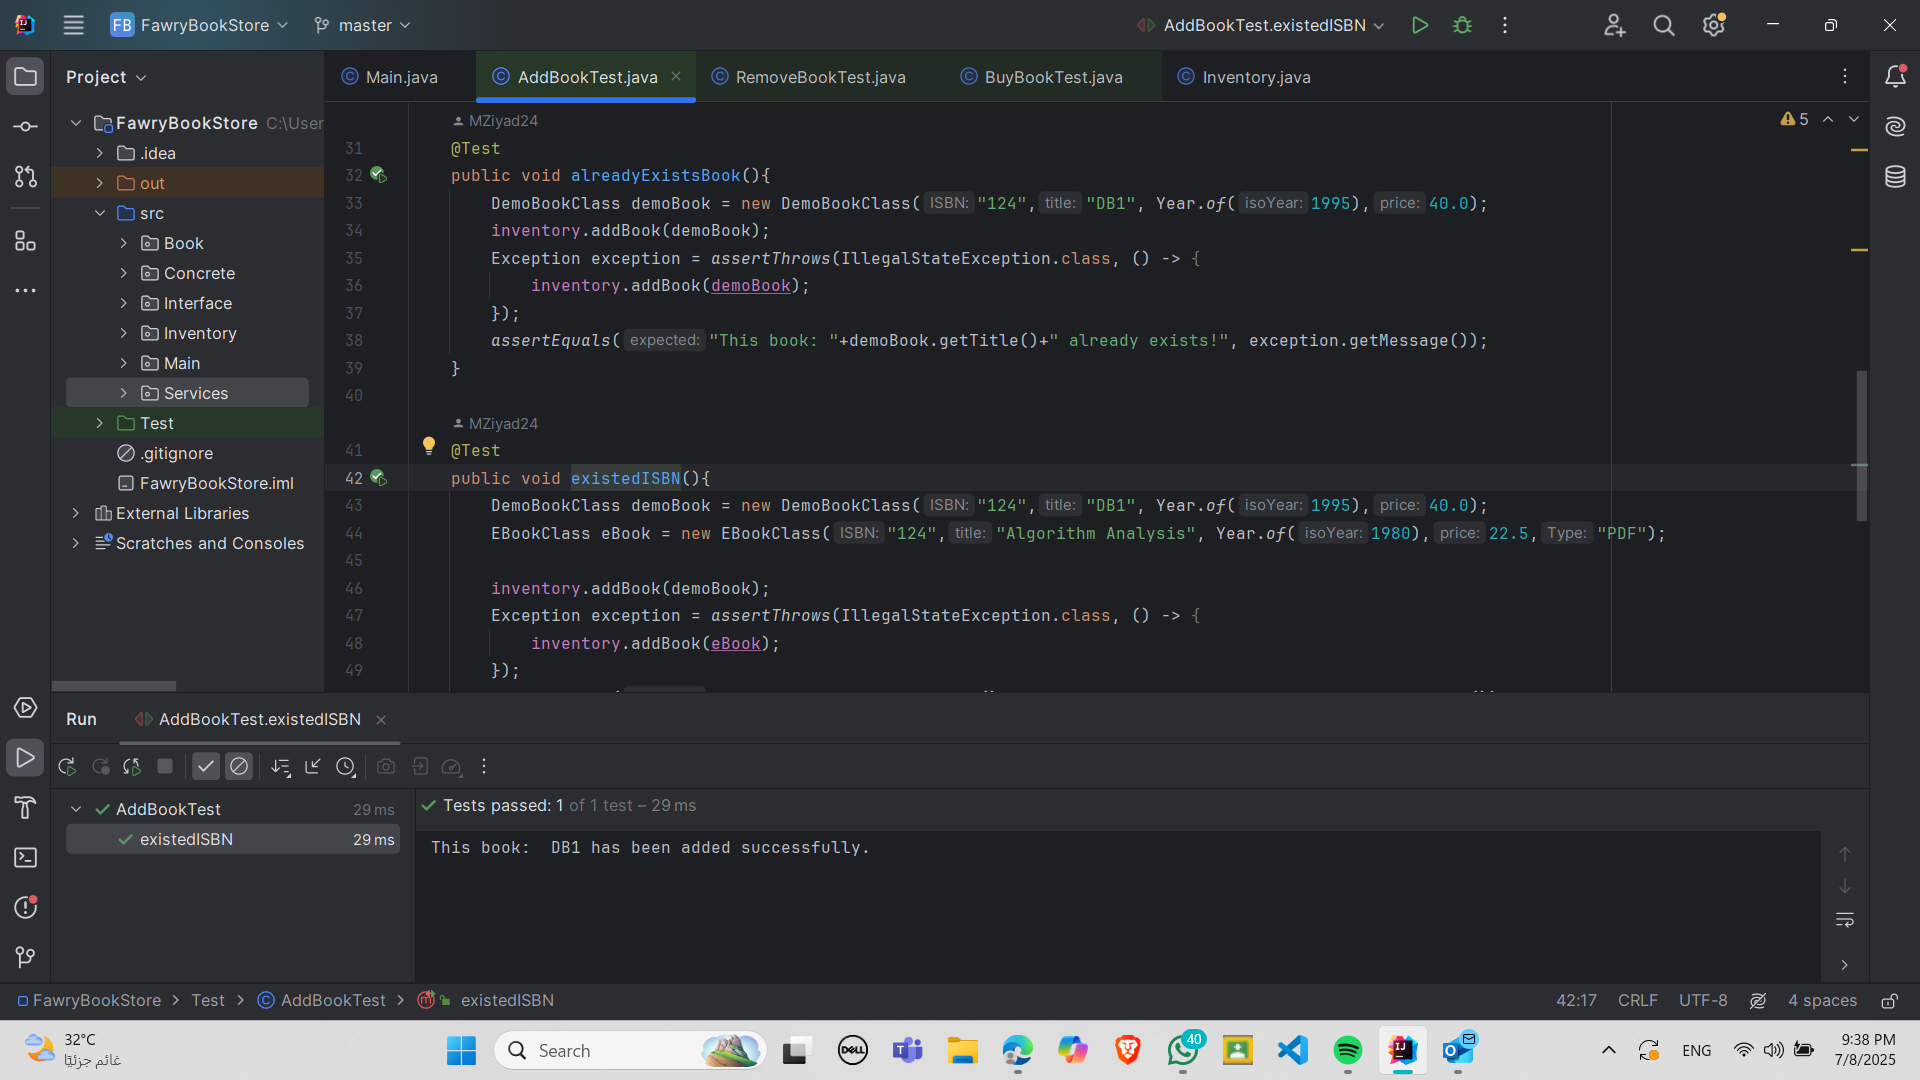 FB FawryBookStore master AddBookTest.existedISBN
Project
Main.java AddBookTest.java RemoveBookTest.java BuyBookTest.java Inventory.java
FawryBookStore C:\User
.idea
out
src
Book
Concrete
Interface
Inventory
Main
Services
Test
.gitignore
FawryBookStore.iml
External Libraries
Scratches and Consoles
5
MZiyad24
31 @Test
32 public void alreadyExistsBook(){
33 DemoBookClass demoBook = new DemoBookClass( ISBN: "124", title: "DB1", Year.of( isoYear: 1995), price: 40.0);
34 inventory.addBook(demoBook);
35 Exception exception = assertThrows(IllegalStateException.class, () -> {
36 inventory.addBook(demoBook);
37 });
38 assertEquals( expected: "This book: "+demoBook.getTitle()+" already exists!", exception.getMessage());
39 }
40
MZiyad24
41 @Test
42 public void existedISBN(){
43 DemoBookClass demoBook = new DemoBookClass( ISBN: "124", title: "DB1", Year.of( isoYear: 1995), price: 40.0);
44 EBookClass eBook = new EBookClass( ISBN: "124", title: "Algorithm Analysis", Year.of( isoYear: 1980), price: 22.5, Type: "PDF");
45
46 inventory.addBook(demoBook);
47 Exception exception = assertThrows(IllegalStateException.class, () -> {
48 inventory.addBook(eBook);
49 });
Run AddBookTest.existedISBN
AddBookTest 29 ms
existedISBN 29 ms
Tests passed: 1 of 1 test – 29 ms
This book:  DB1 has been added successfully.
FawryBookStore > Test > AddBookTest > existedISBN
42:17 CRLF UTF-8 4 spaces
32°C
غائم جزئيًا
Search
DELL
40
ENG
9:38 PM
7/8/2025